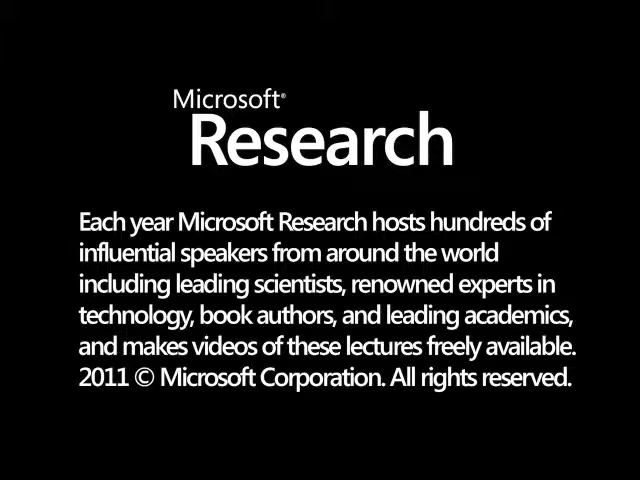 Microsoft®
Research
Each year Microsoft Research hosts hundreds of
influential speakers from around the world
including leading scientists, renowned experts in
technology, book authors, and leading academics,
and makes videos of these lectures freely available.
2011 © Microsoft Corporation. All rights reserved.